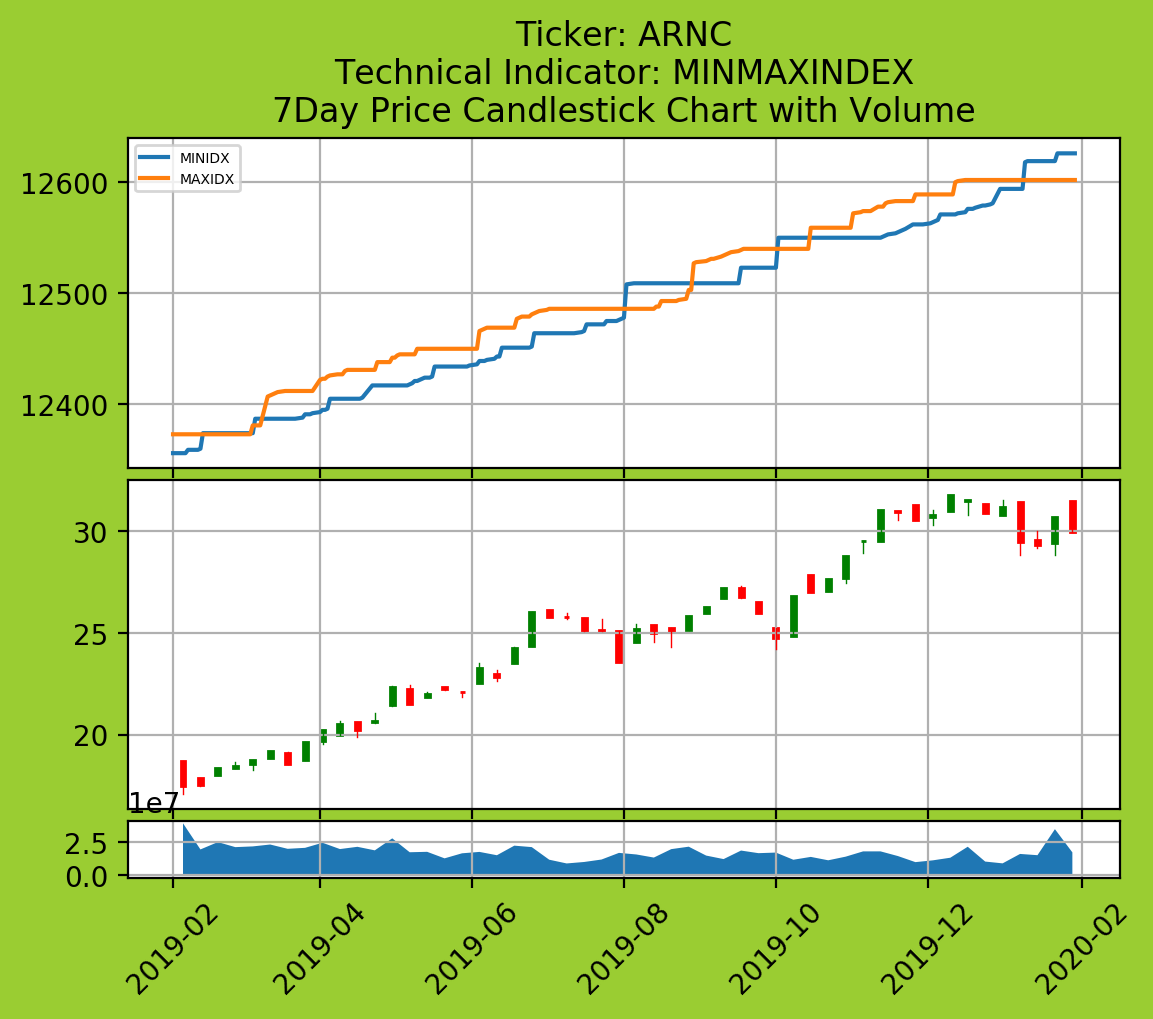 Ticker: ARNC
Technical Indicator: MINMAXINDEX
7Day Price Candlestick Chart with Volume
MINIDX
MAXIDX
12600
12500
12400
30
25
20
1e7
2.5
0.0
2019-02
2019-04
2019-06
2019-08
2019-10
2019-12
2020-02